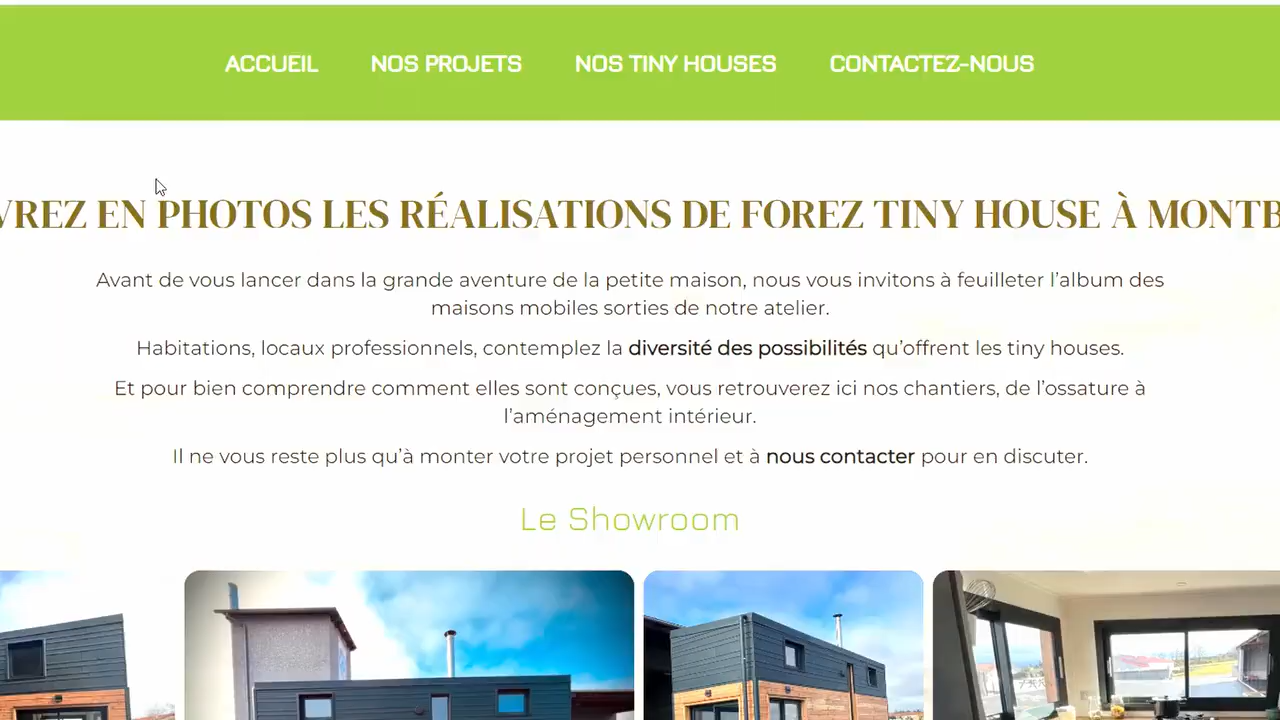 ACCUEIL NOS PROJETS NOS TINY HOUSES CONTACTEZ-NOUS
VREZ EN PHOTOS LES RÉALISATIONS DE FOREZ TINY HOUSE À MONTB
Avant de vous lancer dans la grande aventure de la petite maison, nous vous invitons à feuilleter l'album des
maisons mobiles sorties de notre atelier.
Habitations, locaux professionnels, contemplez la diversité des possibilités qu'offrent les tiny houses.
Et pour bien comprendre comment elles sont conçues, vous retrouverez ici nos chantiers, de l'ossature à
l'aménagement intérieur.
Il ne vous reste plus qu'à monter votre projet personnel et à nous contacter pour en discuter.
Le Showroom